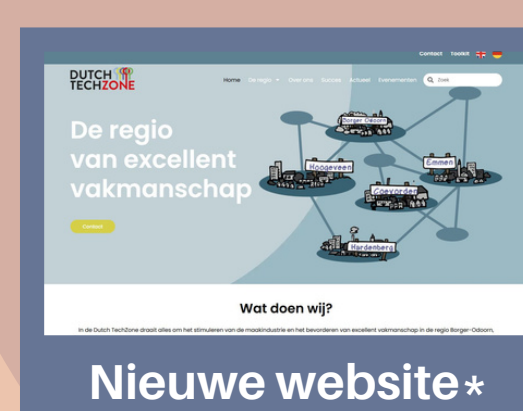 Contact Toolkit
DUTCH
TECHZONE
Home De regio Over ons Succes Actueel Evenementen Zoek
De regio
van excellent
vakmanschap
Contact
Borger Odoorn
Hoogeveen
Emmen
Coevorden
Hardenberg
Wat doen wij?
In de Dutch TechZone draait alles om het stimuleren van de maakindustrie en het bevorderen van excellent vakmanschap in de regio Borger-Odoorn,
Nieuwe website*